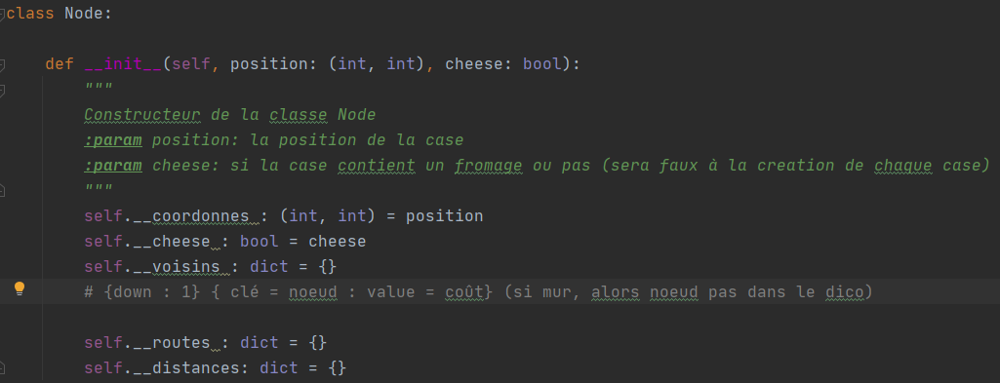 class Node:
def __init__(self, position: (int, int), cheese: bool):
"""
Constructeur de la classe Node
:param position: la position de la case
:param cheese: si la case contient un fromage ou pas (sera faux à la creation de chaque case)
"""
self.__coordonnes : (int, int) = position
self.__cheese : bool = cheese
self.__voisins : dict = {}
# {down : 1} { clé = noeud : value = coût} (si mur, alors noeud pas dans le dico)
self.__routes : dict = {}
self.__distances: dict = {}